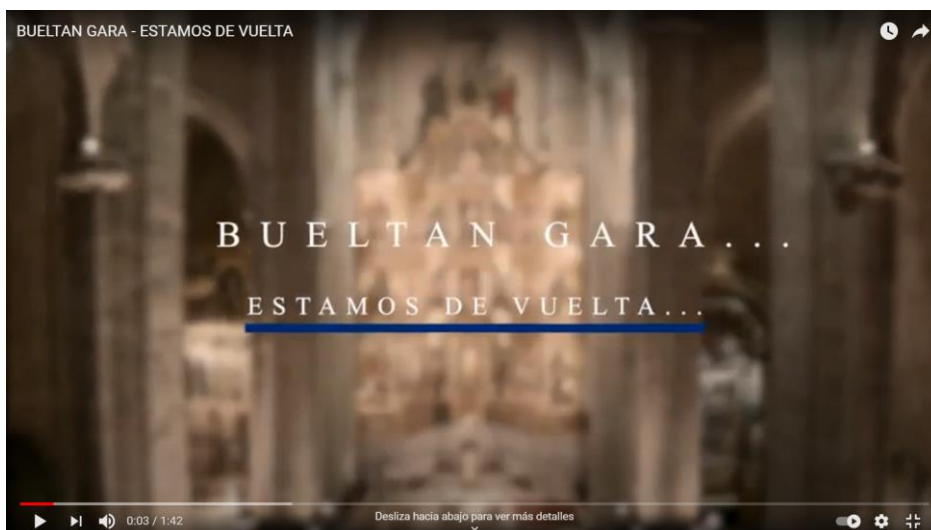 BUELTAN GARA - ESTAMOS DE VUELTA
BUELTAN GARA...
ESTAMOS DE VUELTA...
0:03 / 1:42
Desliza hacia abajo para ver más detalles